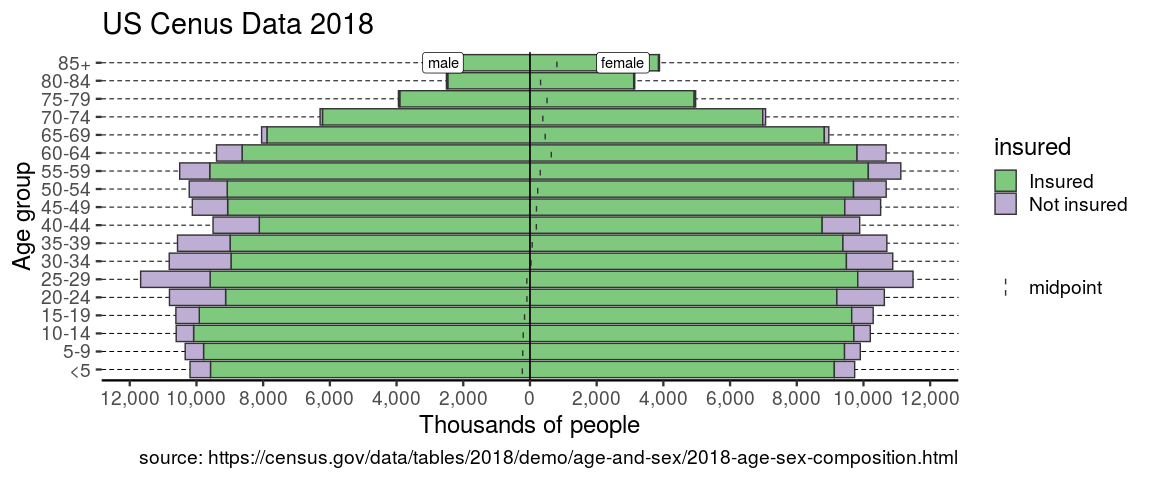 US Cenus Data 2018
Age group
85+
80-84
75-79
70-74
65-69
60-64
55-59
50-54
45-49
40-44
35-39
30-34
25-29
20-24
15-19
10-14
5-9
<5
male
female
12,000 10,000 8,000 6,000 4,000 2,000 0 2,000 4,000 6,000 8,000 10,000 12,000
Thousands of people
insured
Insured
Not insured
midpoint
source: https://census.gov/data/tables/2018/demo/age-and-sex/2018-age-sex-composition.html